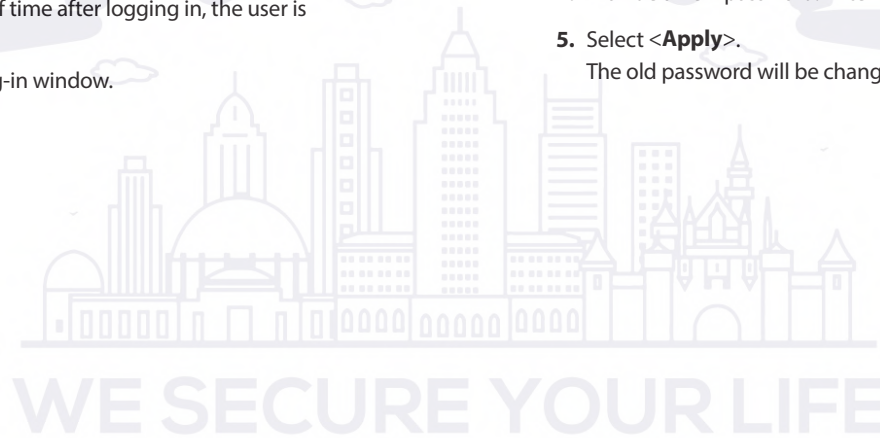 time after logging in, the user is
-in window.
5. Select <Apply>.
The old password will be
WE SECURE YOUR LIFE